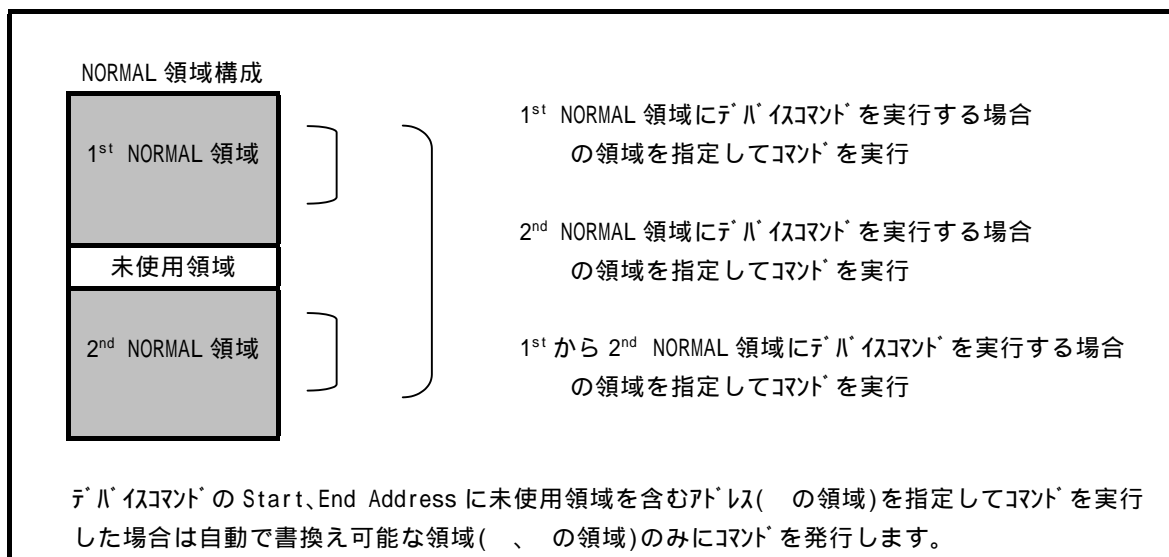 NORMAL 領域構成
1st NORMAL 領域
未使用領域
2nd NORMAL 領域
1st NORMAL 領域にﾃﾞﾊﾞｲｽｺﾏﾝﾄﾞを実行する場合
の領域を指定してｺﾏﾝﾄﾞを実行
2nd NORMAL 領域にﾃﾞﾊﾞｲｽｺﾏﾝﾄﾞを実行する場合
の領域を指定してｺﾏﾝﾄﾞを実行
1st から 2nd NORMAL 領域にﾃﾞﾊﾞｲｽｺﾏﾝﾄﾞを実行する場合
の領域を指定してｺﾏﾝﾄﾞを実行
ﾃﾞﾊﾞｲｽｺﾏﾝﾄﾞの Start、End Address に未使用領域を含むｱﾄﾞﾚｽ(　の領域)を指定してｺﾏﾝﾄﾞを実行
した場合は自動で書換え可能な領域(　、　の領域)のみにｺﾏﾝﾄﾞを発行します。